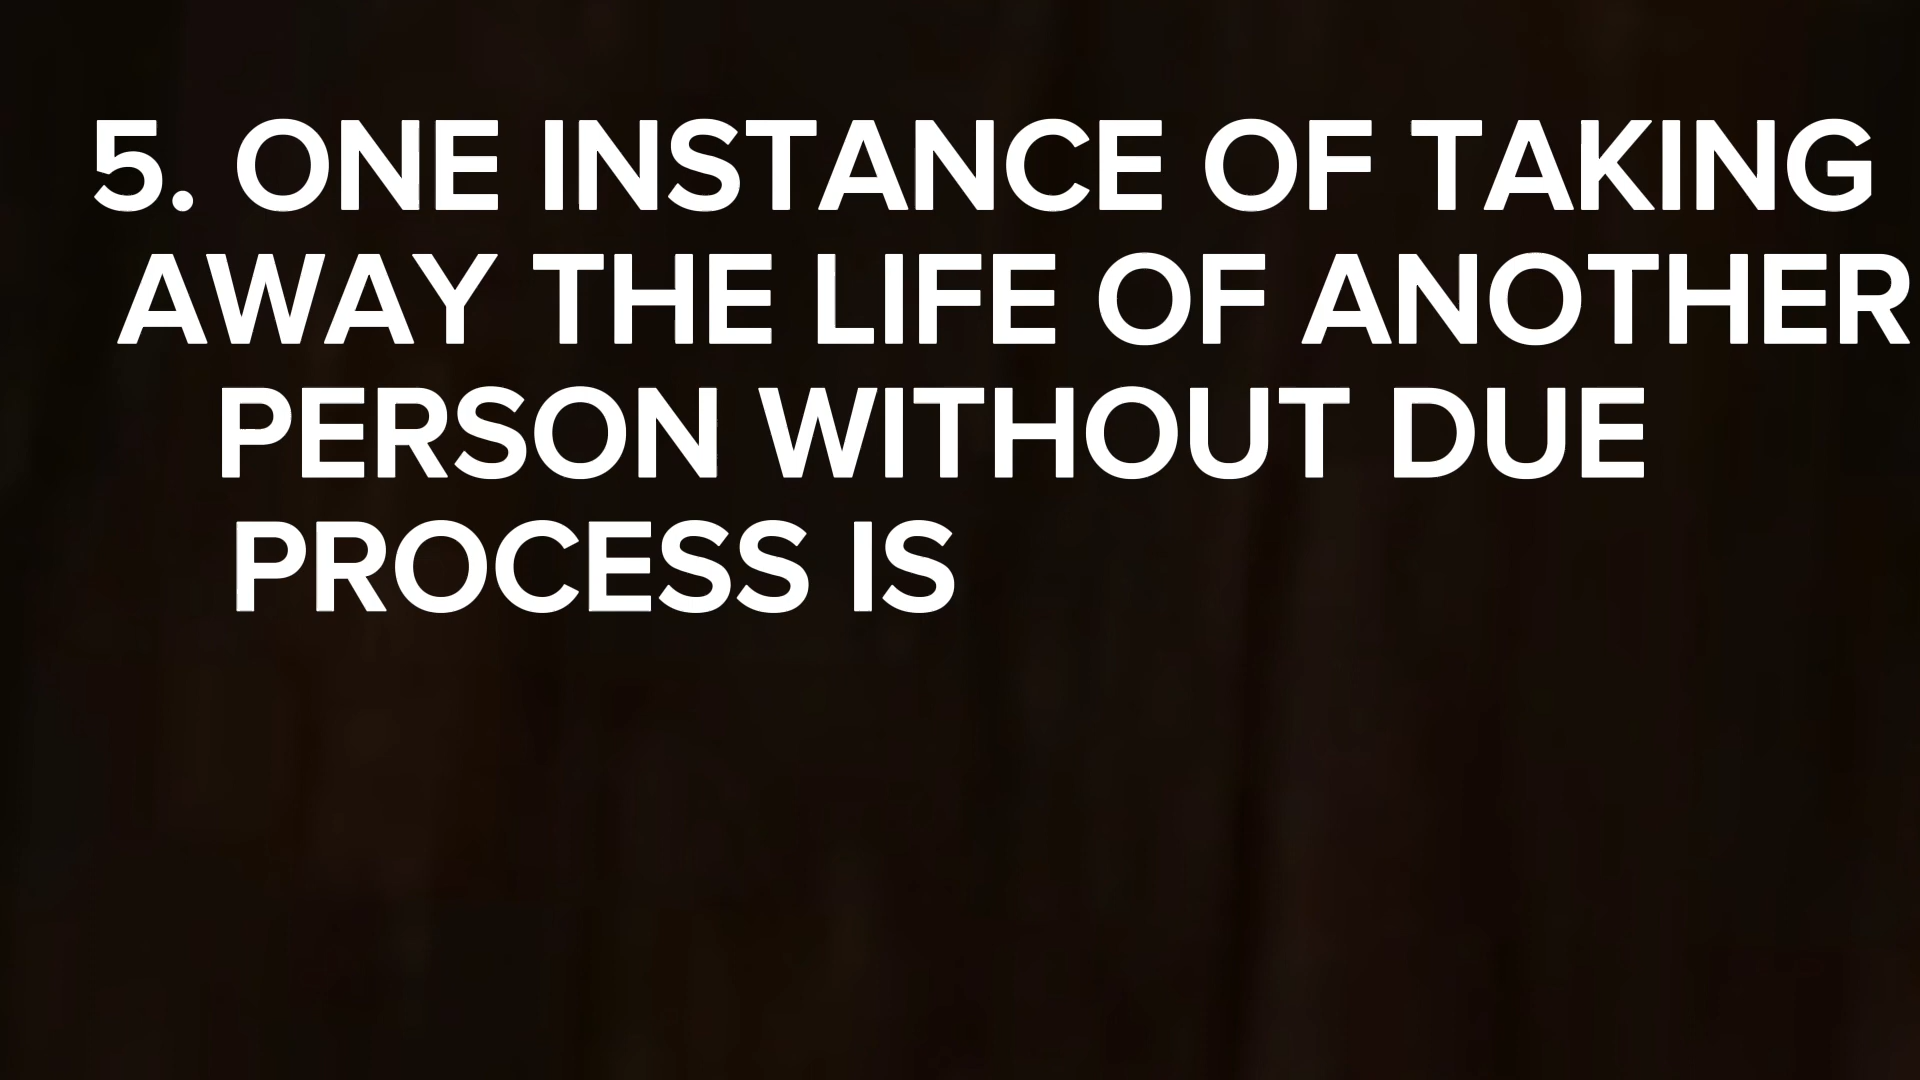 5. ONE INSTANCE OF TAKING
AWAY THE LIFE OF ANOTHER
PERSON WITHOUT DUE
PROCESS IS